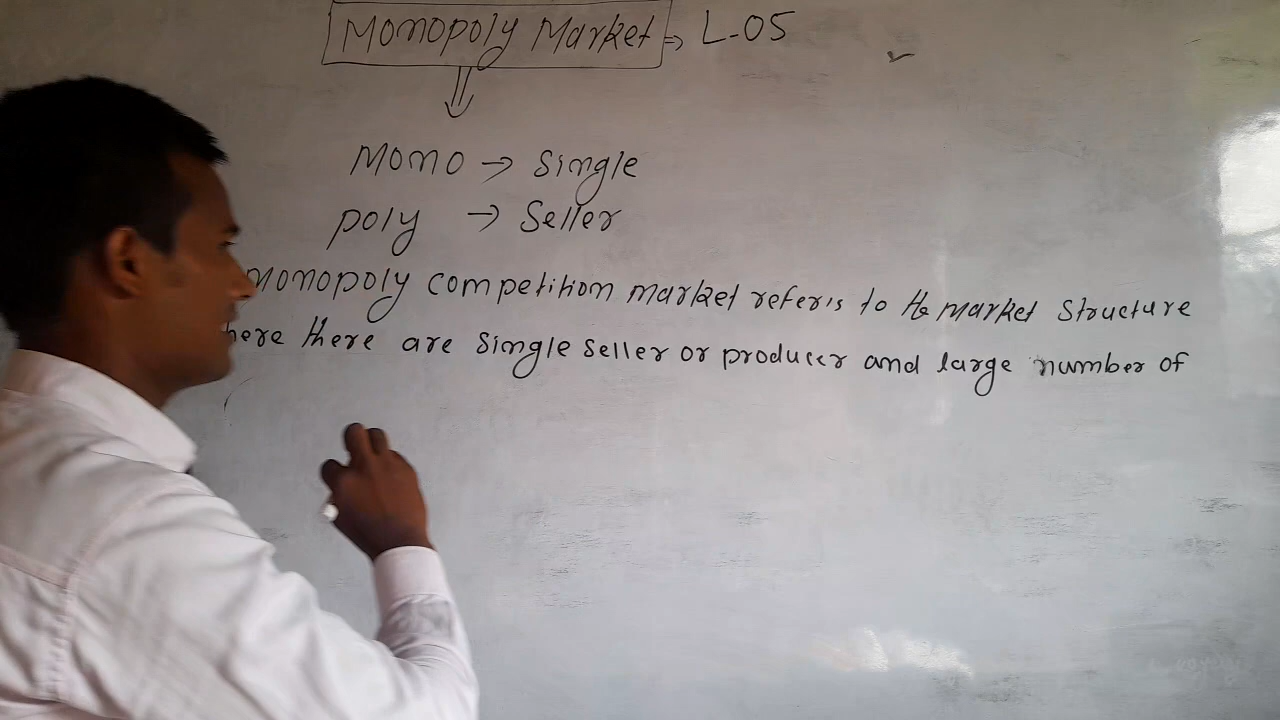 Monopoly Market => L-05
Mono → Single
Poly → Seller
Monopoly competition market refer's to the market structure
here there are single seller or producer and large number of